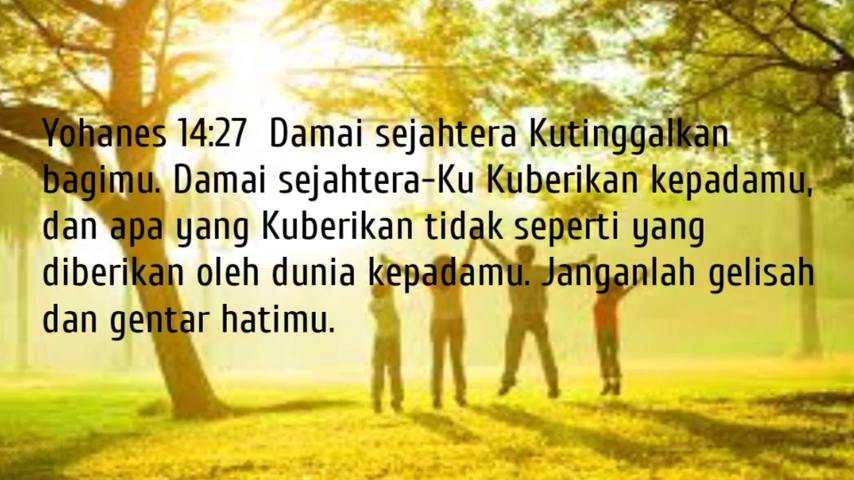 Yohanes 14:27  Damai sejahtera Kutinggalkan
bagimu. Damai sejahtera-Ku Kuberikan kepadamu,
dan apa yang Kuberikan tidak seperti yang
diberikan oleh dunia kepadamu. Janganlah gelisah
dan gentar hatimu.